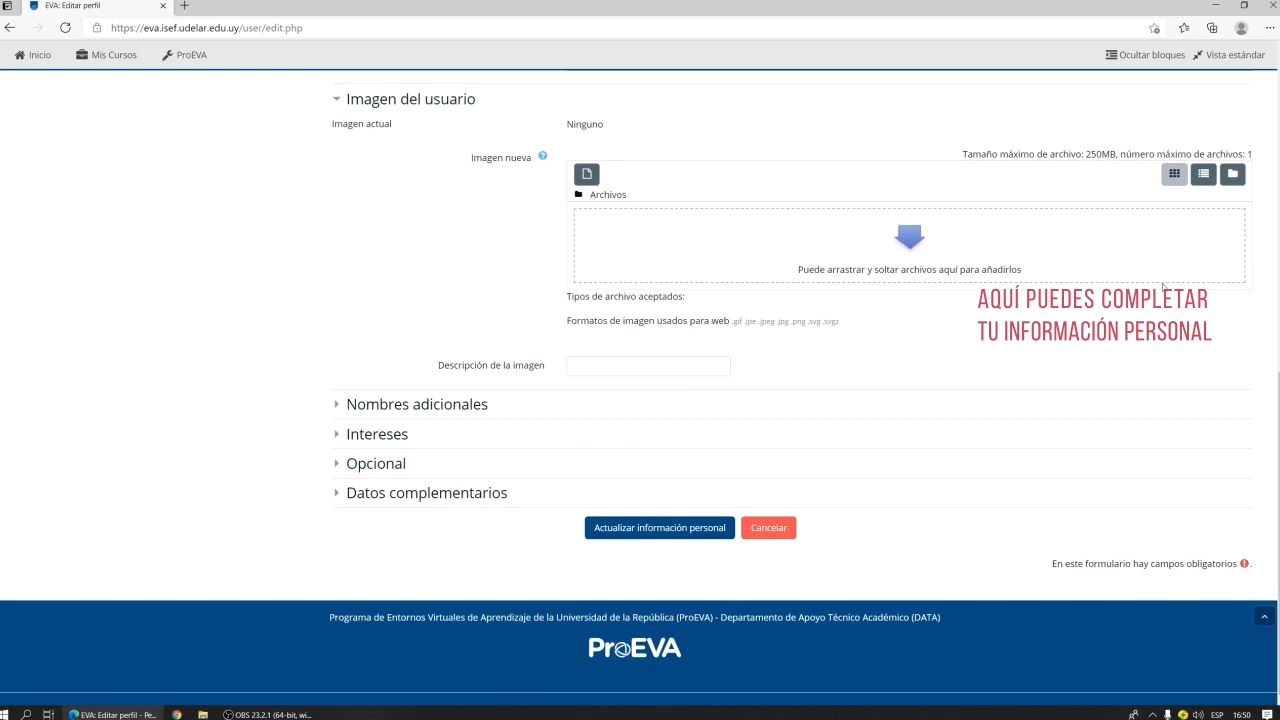 EVA: Editar perfil
https://eva.isef.udelar.edu.uy/user/edit.php
Inicio
Mis Cursos
ProEVA
Ocultar bloques
Vista estándar
Imagen del usuario
Imagen actual
Ninguno
Imagen nueva
Tamaño máximo de archivo: 250MB, número máximo de archivos: 1
Archivos
Puede arrastrar y soltar archivos aquí para añadirlos
Tipos de archivo aceptados:
AQUÍ PUEDES COMPLETAR
TU INFORMACIÓN PERSONAL
Formatos de imagen usados para web .gif .jpe .jpeg .jpg .png .svg .svgz
Descripción de la imagen
Nombres adicionales
Intereses
Opcional
Datos complementarios
Actualizar información personal
Cancelar
En este formulario hay campos obligatorios .
Programa de Entornos Virtuales de Aprendizaje de la Universidad de la República (ProEVA) - Departamento de Apoyo Técnico Académico (DATA)
ProEVA
EVA: Editar perfil - Pe...
OBS 23.2.1 (64-bit, wi...
ESP
16:50